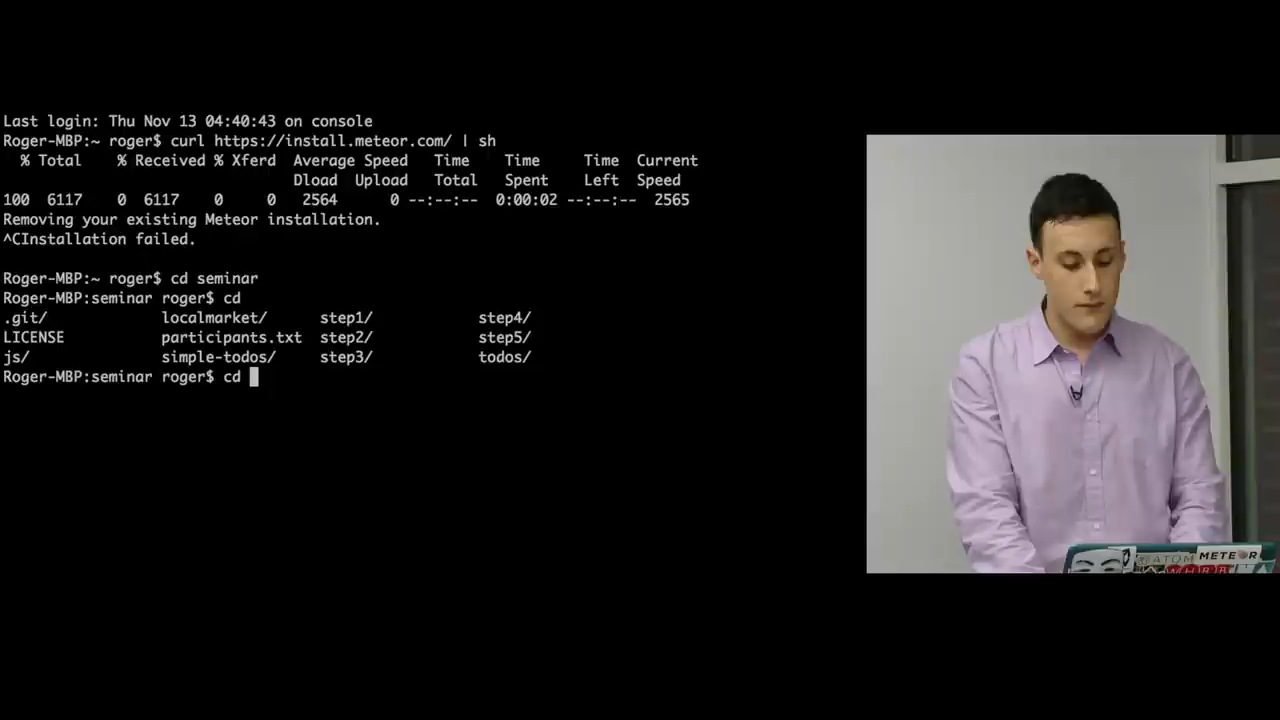 Last login: Thu Nov 13 04:40:43 on console
Roger-MBP:~ roger$ curl https://install.meteor.com/ | sh
% Total % Received % Xferd Average Speed Time Time Time Current
Dload Upload Total Spent Left Speed
100 6117 0 6117 0 0 2564 0 --:--:-- 0:00:02 --:--:-- 2565
Removing your existing Meteor installation.
^CInstallation failed.
Roger-MBP:~ roger$ cd seminar
Roger-MBP:seminar roger$ cd
.git/ localmarket/ step1/ step4/
LICENSE participants.txt step2/ step5/
js/ simple-todos/ step3/ todos/
Roger-MBP:seminar roger$ cd
ATOM METEOR
WHRB